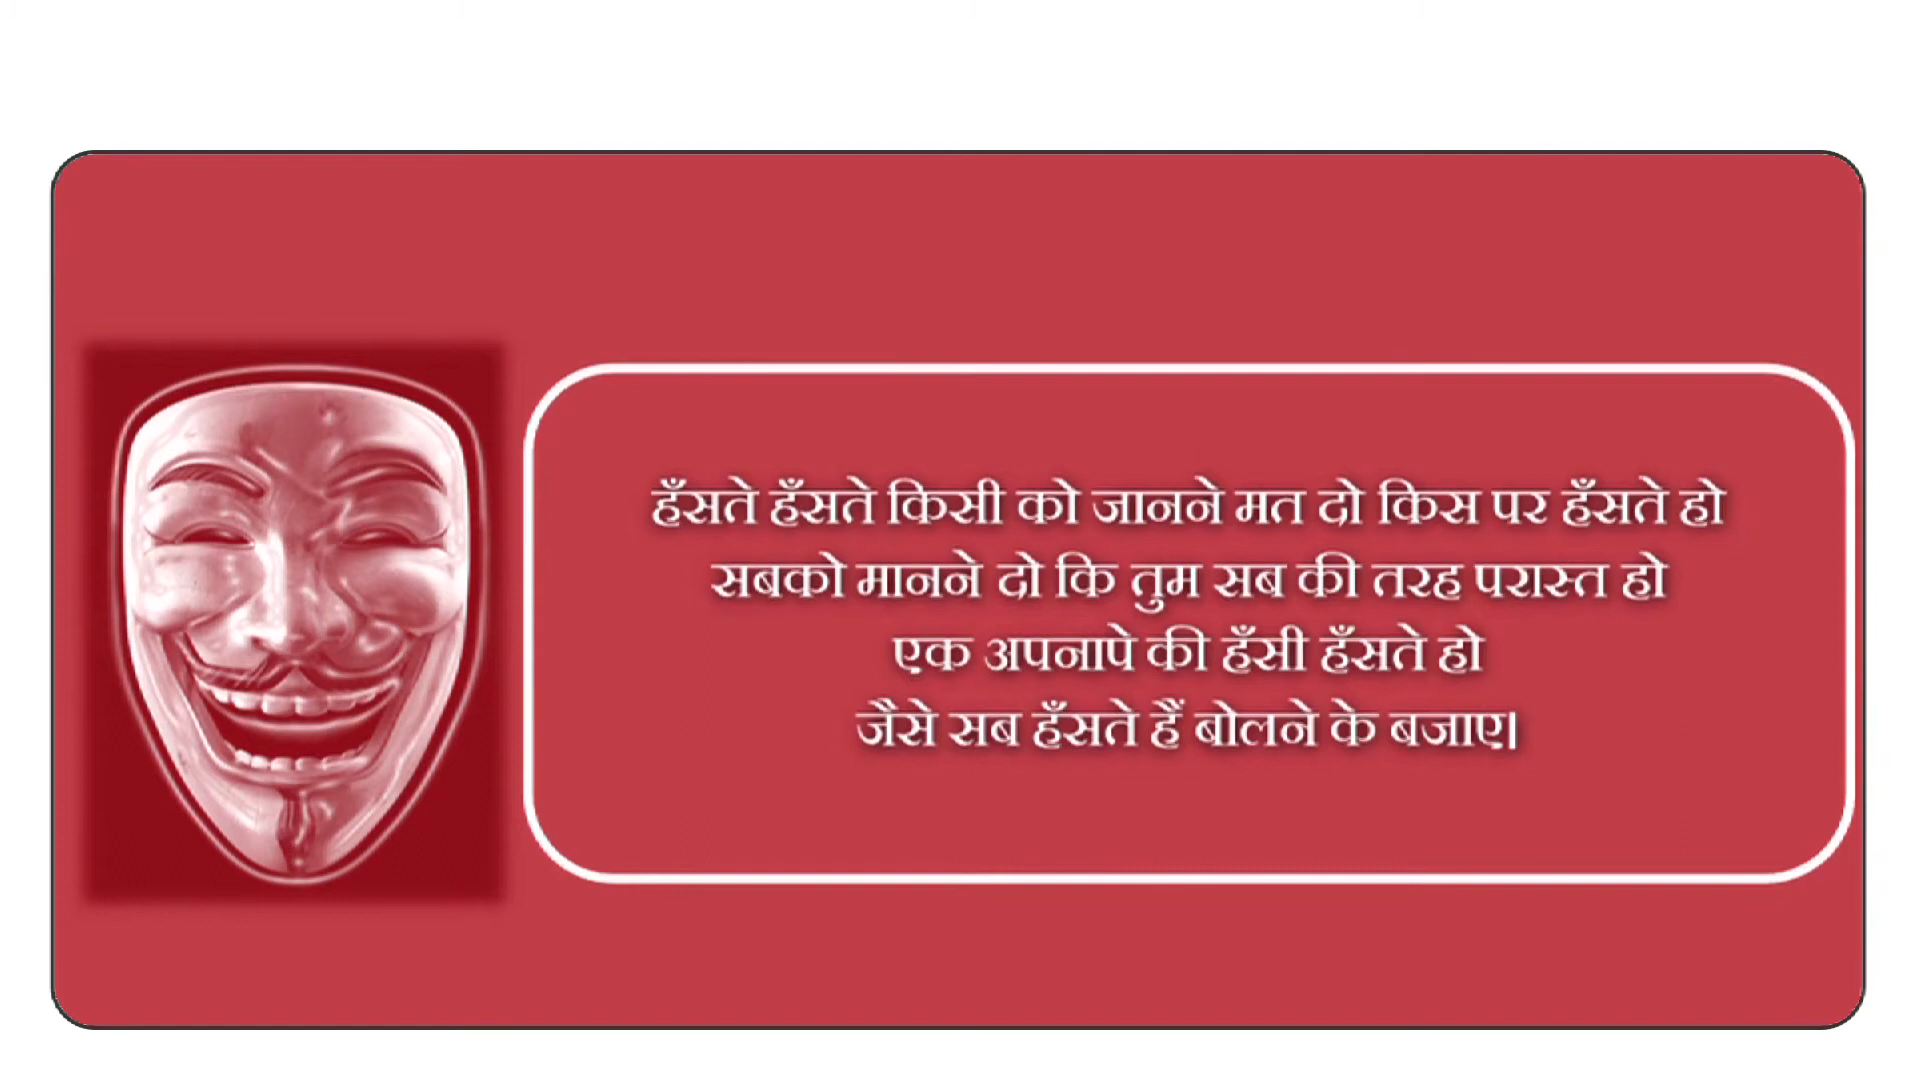 हँसते हँसते किसी को जानने मत दो किस पर हँसते हो
सबको मानने दो कि तुम सब की तरह परास्त हो
एक अपनापे की हँसी हँसते हो
जैसे सब हँसते हैं बोलने के बजाए।